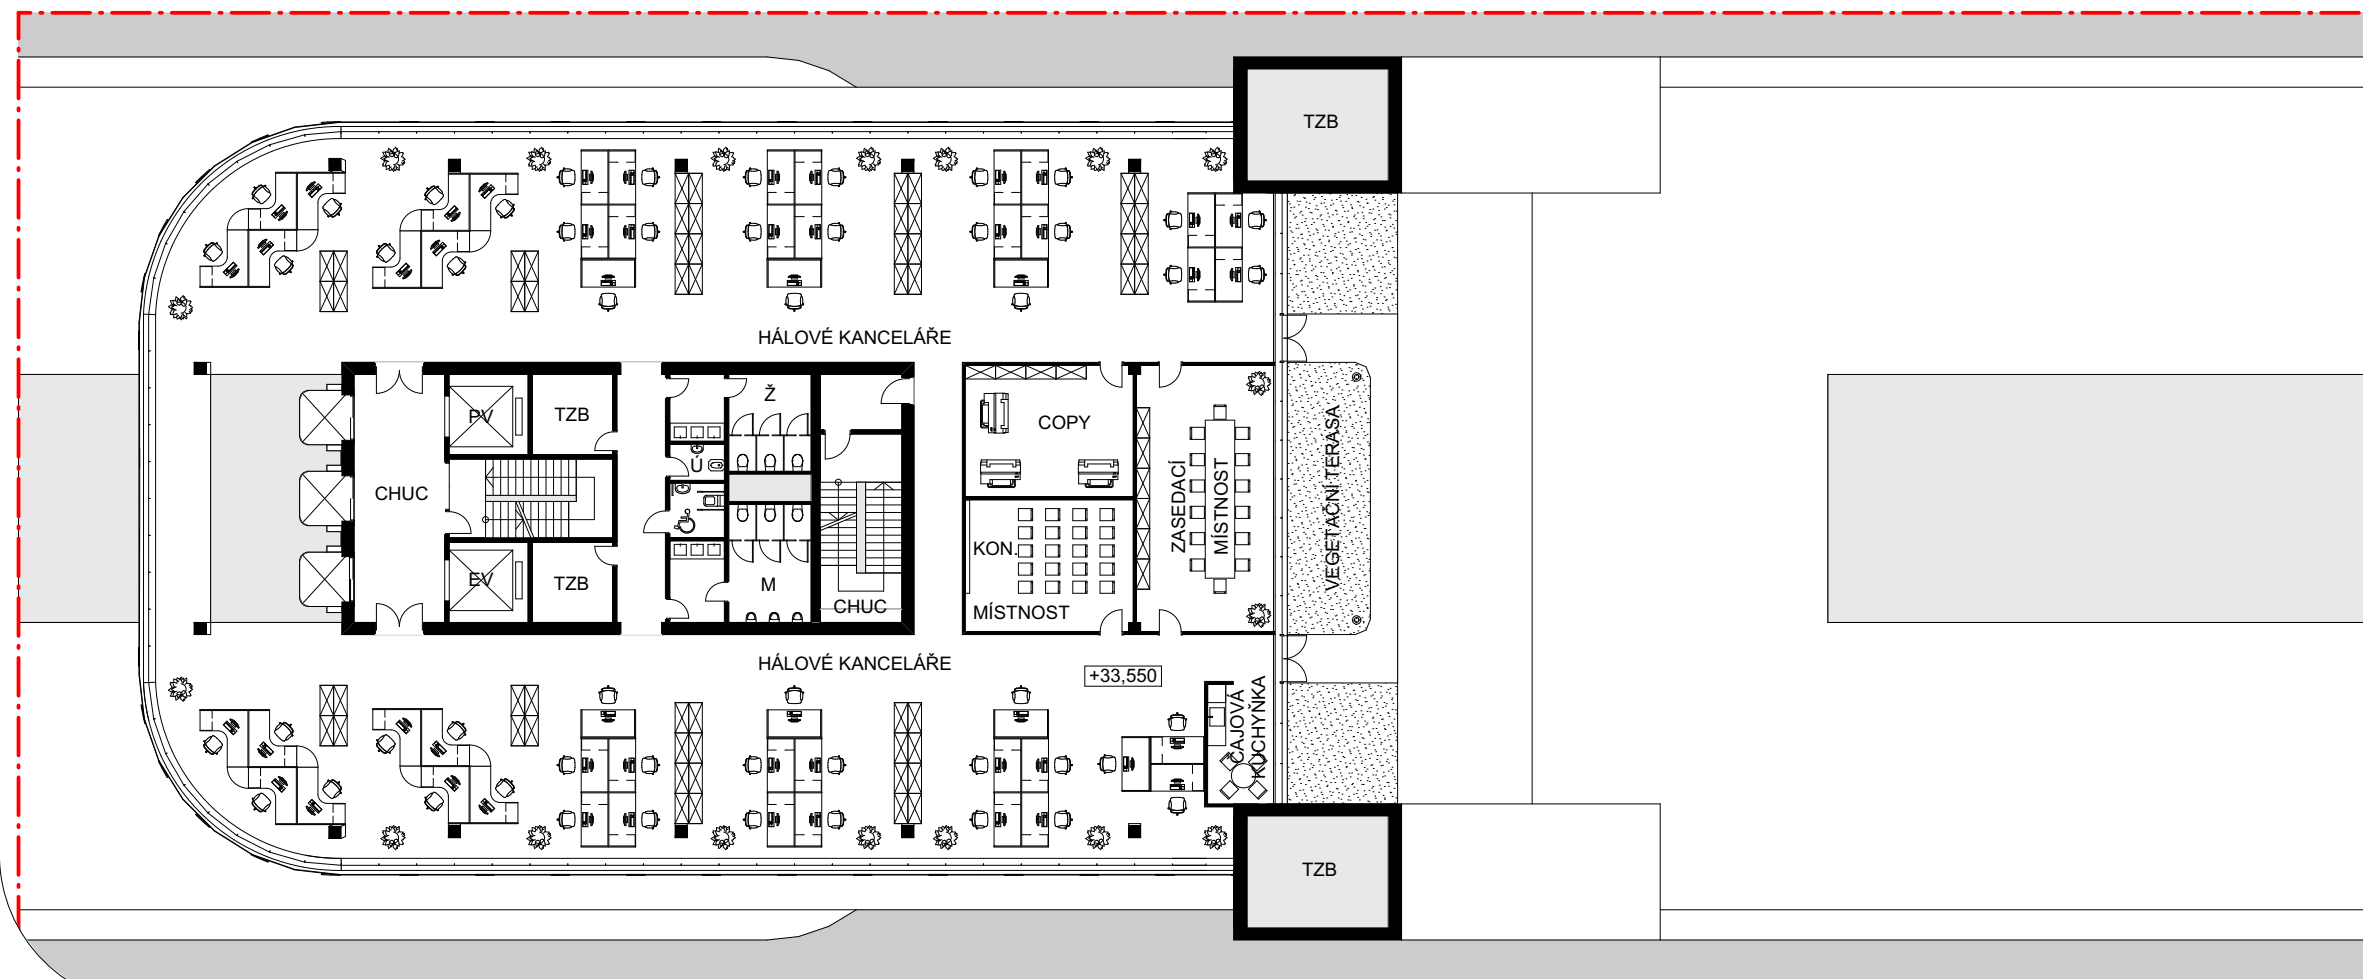 TZB
HÁLOVÉ KANCELÁŘE
PV
TZB
Ž
COPY
CHUC
Ú
ZASEDACÍ
MÍSTNOST
VEGETAČNÍ TERASA
KON.
MÍSTNOST
EV
TZB
M
CHUC
HÁLOVÉ KANCELÁŘE
+33,550
ČAJOVÁ
KUCHYŇKA
TZB